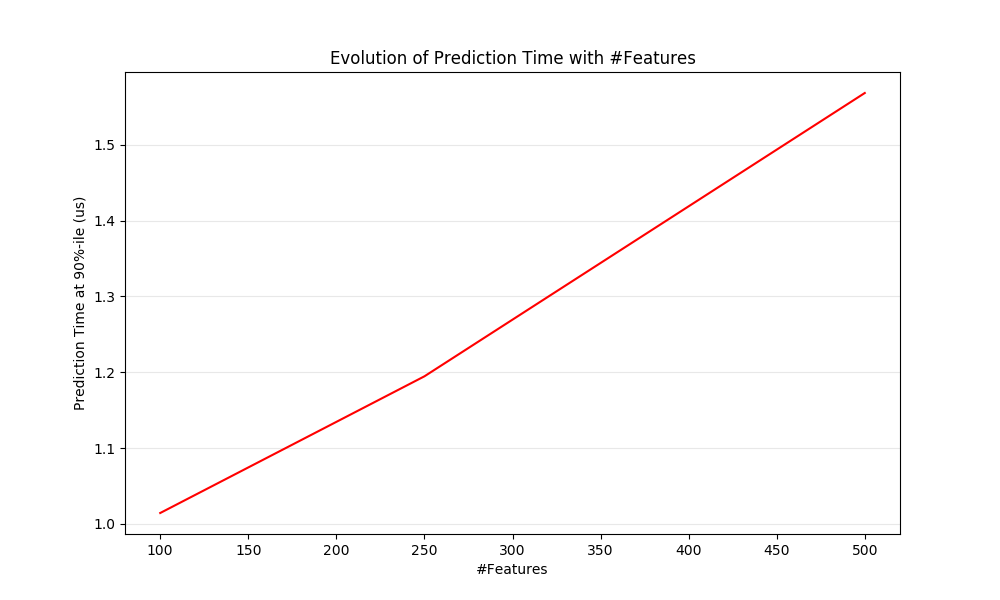 Evolution of Prediction Time with #Features
Prediction Time at 90%-ile (us)
1.5
1.4
1.3
1.2
1.1
1.0
100 150 200 250 300 350 400 450 500
#Features